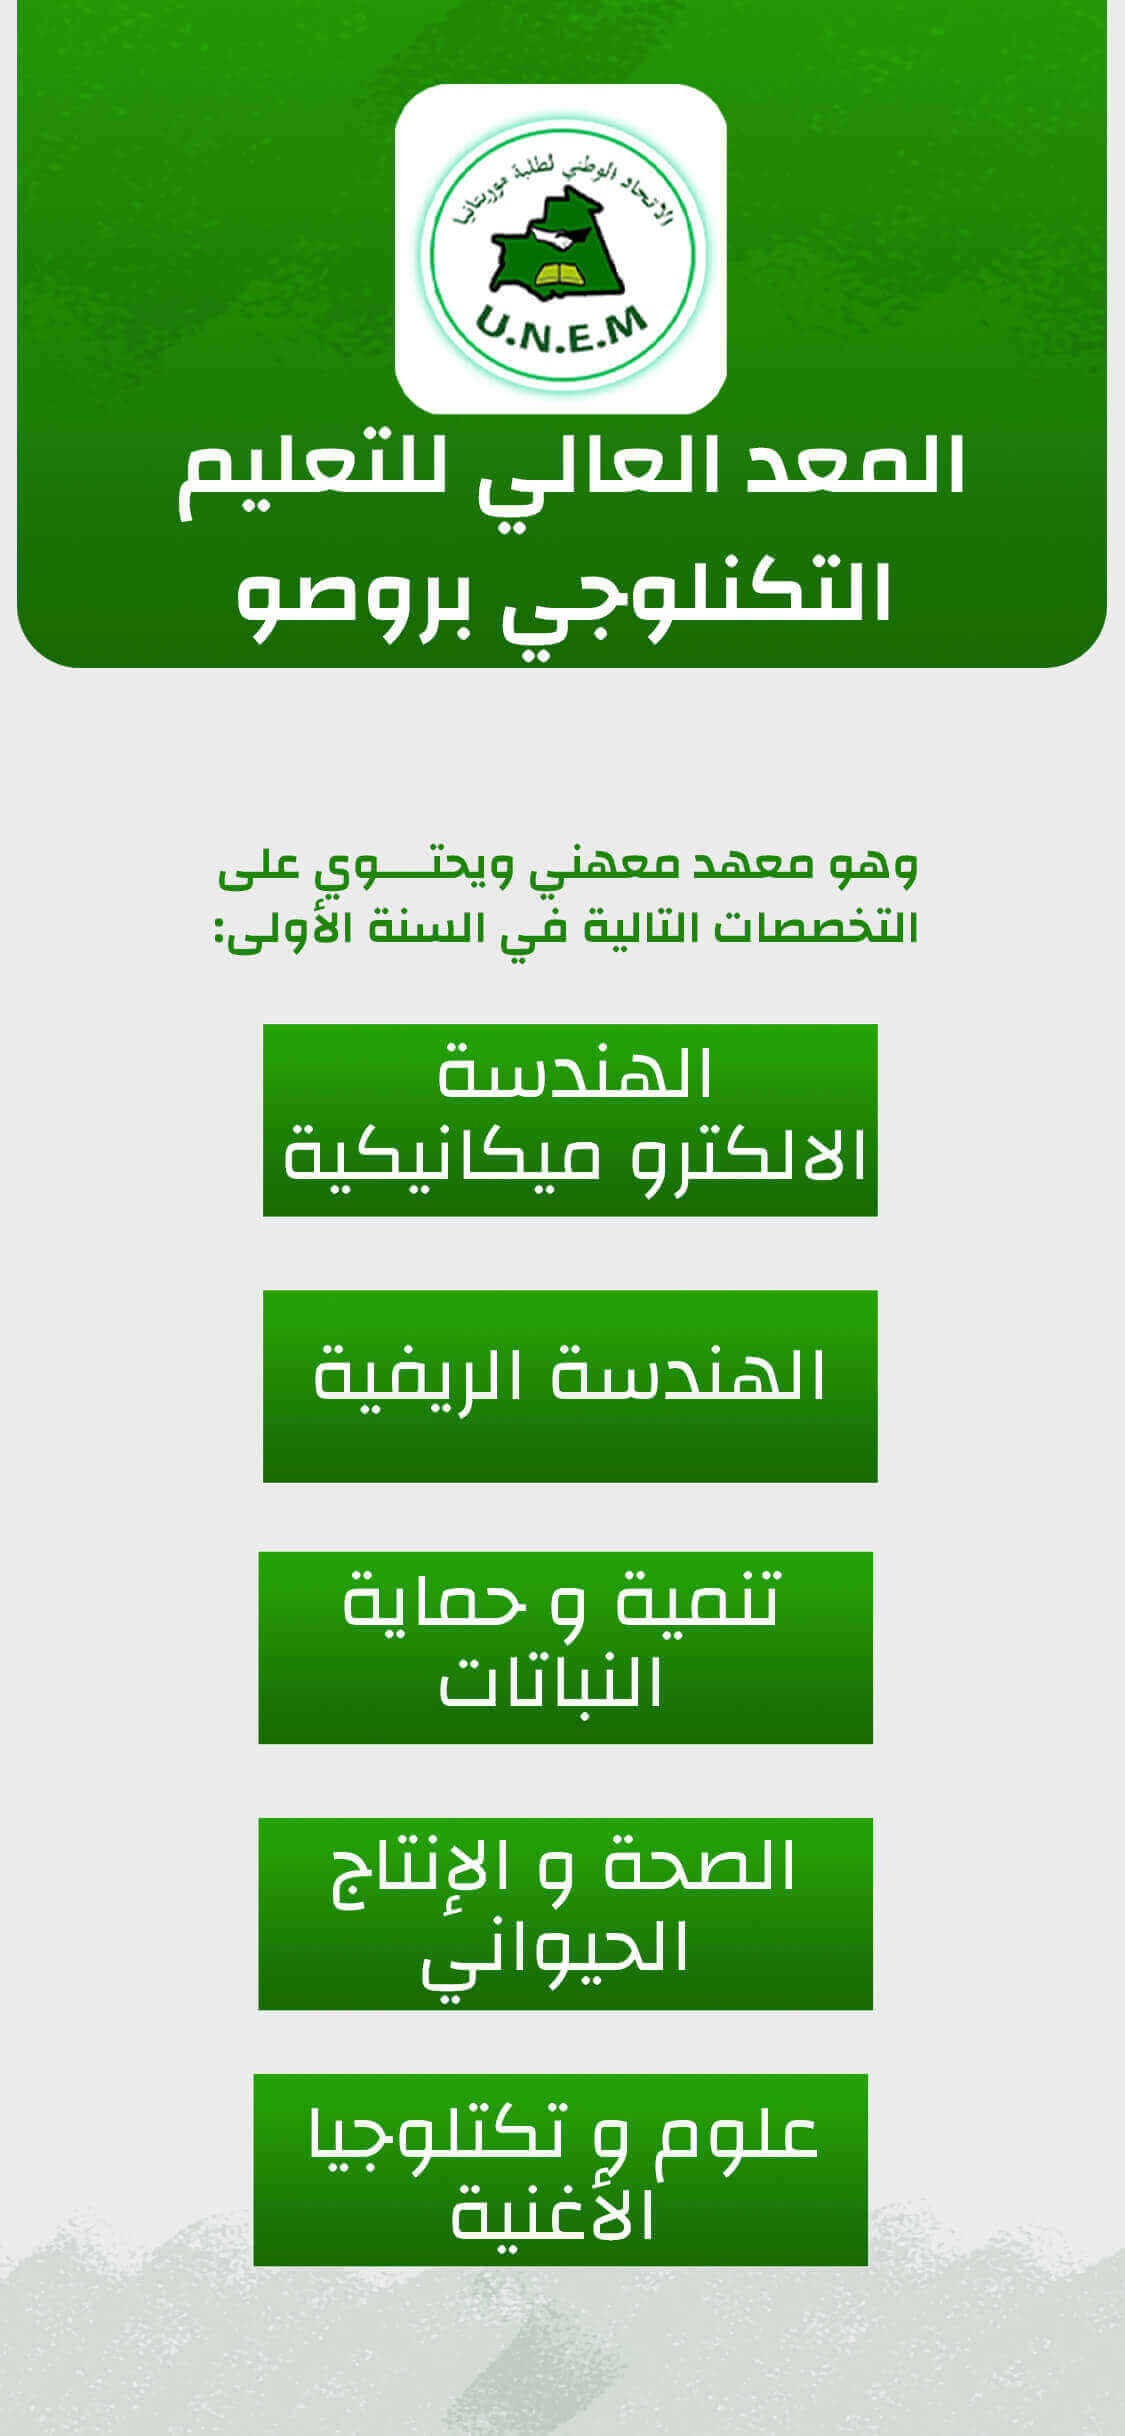 الاتحاد الوطني لطلبة موريتانيا
U.N.E.M
المعد العالي للتعليم
التكنلوجي بروصو
وهو معهد معهني ويحتــــوي على
التخصصات التالية في السنة الأولى:
الهندسة
الالكترو ميكانيكية
الهندسة الريفية
تنمية و حماية
النباتات
الصحة و الإنتاج
الحيواني
علوم و تكتلوجيا
الأغنية